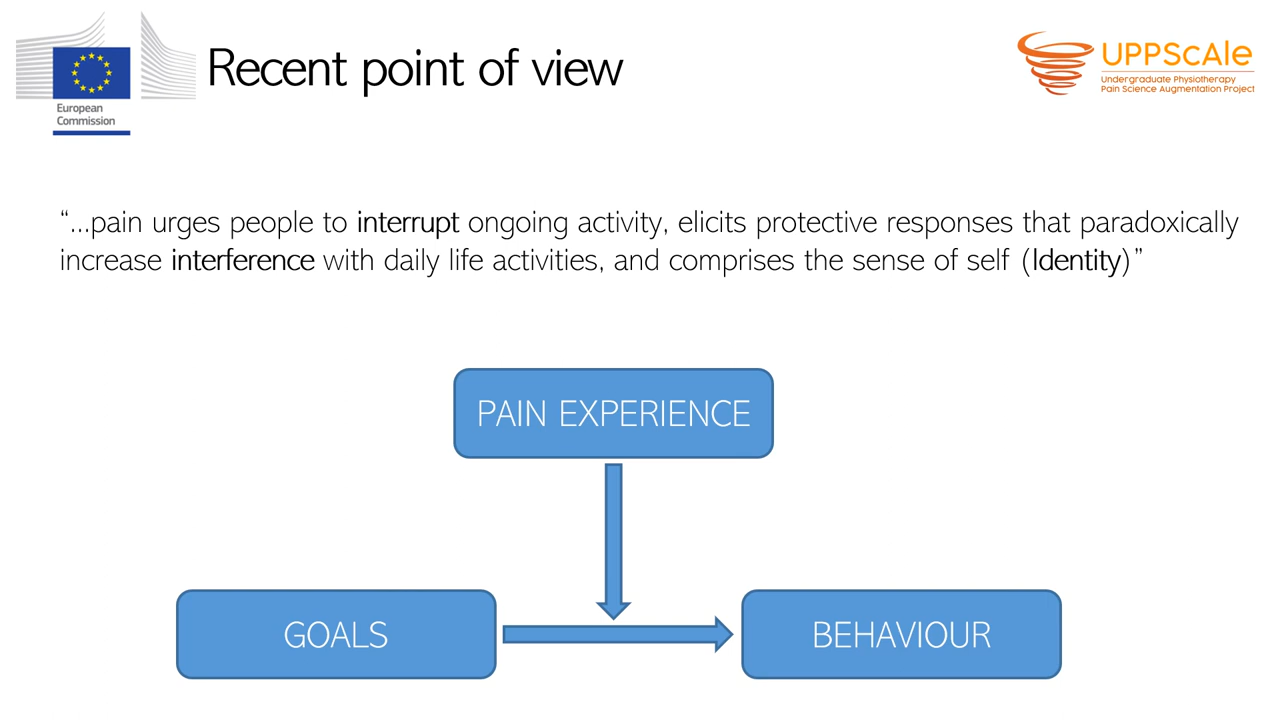 Recent point of view
European
Commission
UPPScale
Undergraduate Physiotherapy
Pain Science Augmentation Project
“...pain urges people to interrupt ongoing activity, elicits protective responses that paradoxically
increase interference with daily life activities, and comprises the sense of self (Identity)”
PAIN EXPERIENCE
GOALS
BEHAVIOUR